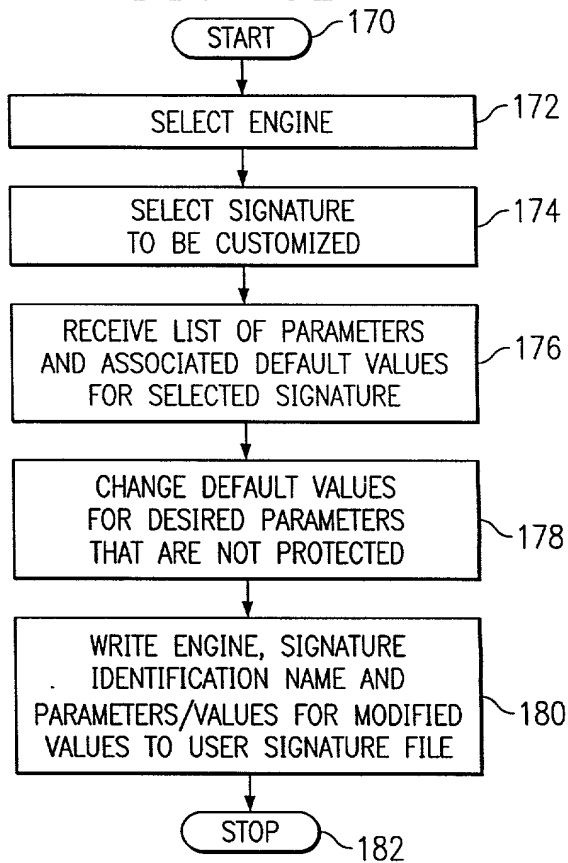 START
170
SELECT ENGINE
172
SELECT SIGNATURE
TO BE CUSTOMIZED
174
RECEIVE LIST OF PARAMETERS
AND ASSOCIATED DEFAULT VALUES
FOR SELECTED SIGNATURE
176
CHANGE DEFAULT VALUES
FOR DESIRED PARAMETERS
THAT ARE NOT PROTECTED
178
WRITE ENGINE, SIGNATURE
IDENTIFICATION NAME AND
PARAMETERS/VALUES FOR MODIFIED
VALUES TO USER SIGNATURE FILE
180
STOP
182